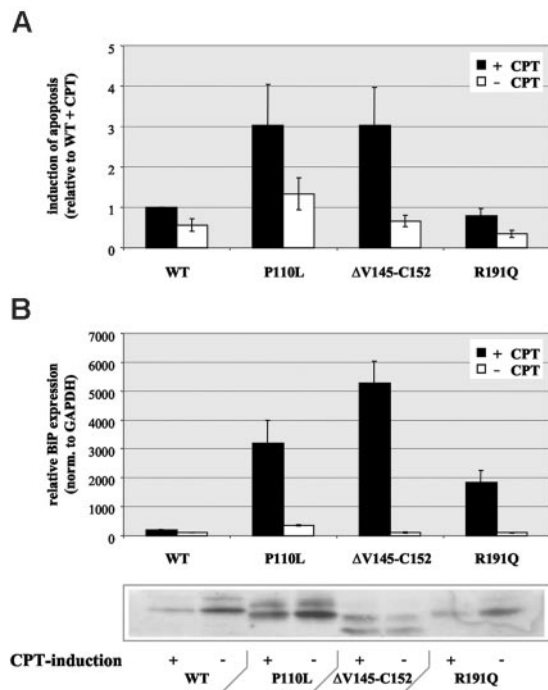 A
induction of apoptosis
(relative to WT + CPT)
5
4
3
2
1
0
+ CPT
− CPT
WT
P110L
ΔV145-C152
R191Q
B
relative BiP expression
(norm. to GAPDH)
7000
6000
5000
4000
3000
2000
1000
0
+ CPT
− CPT
WT
P110L
ΔV145-C152
R191Q
CPT-induction + - + - + - + -
WT P110L ΔV145-C152 R191Q